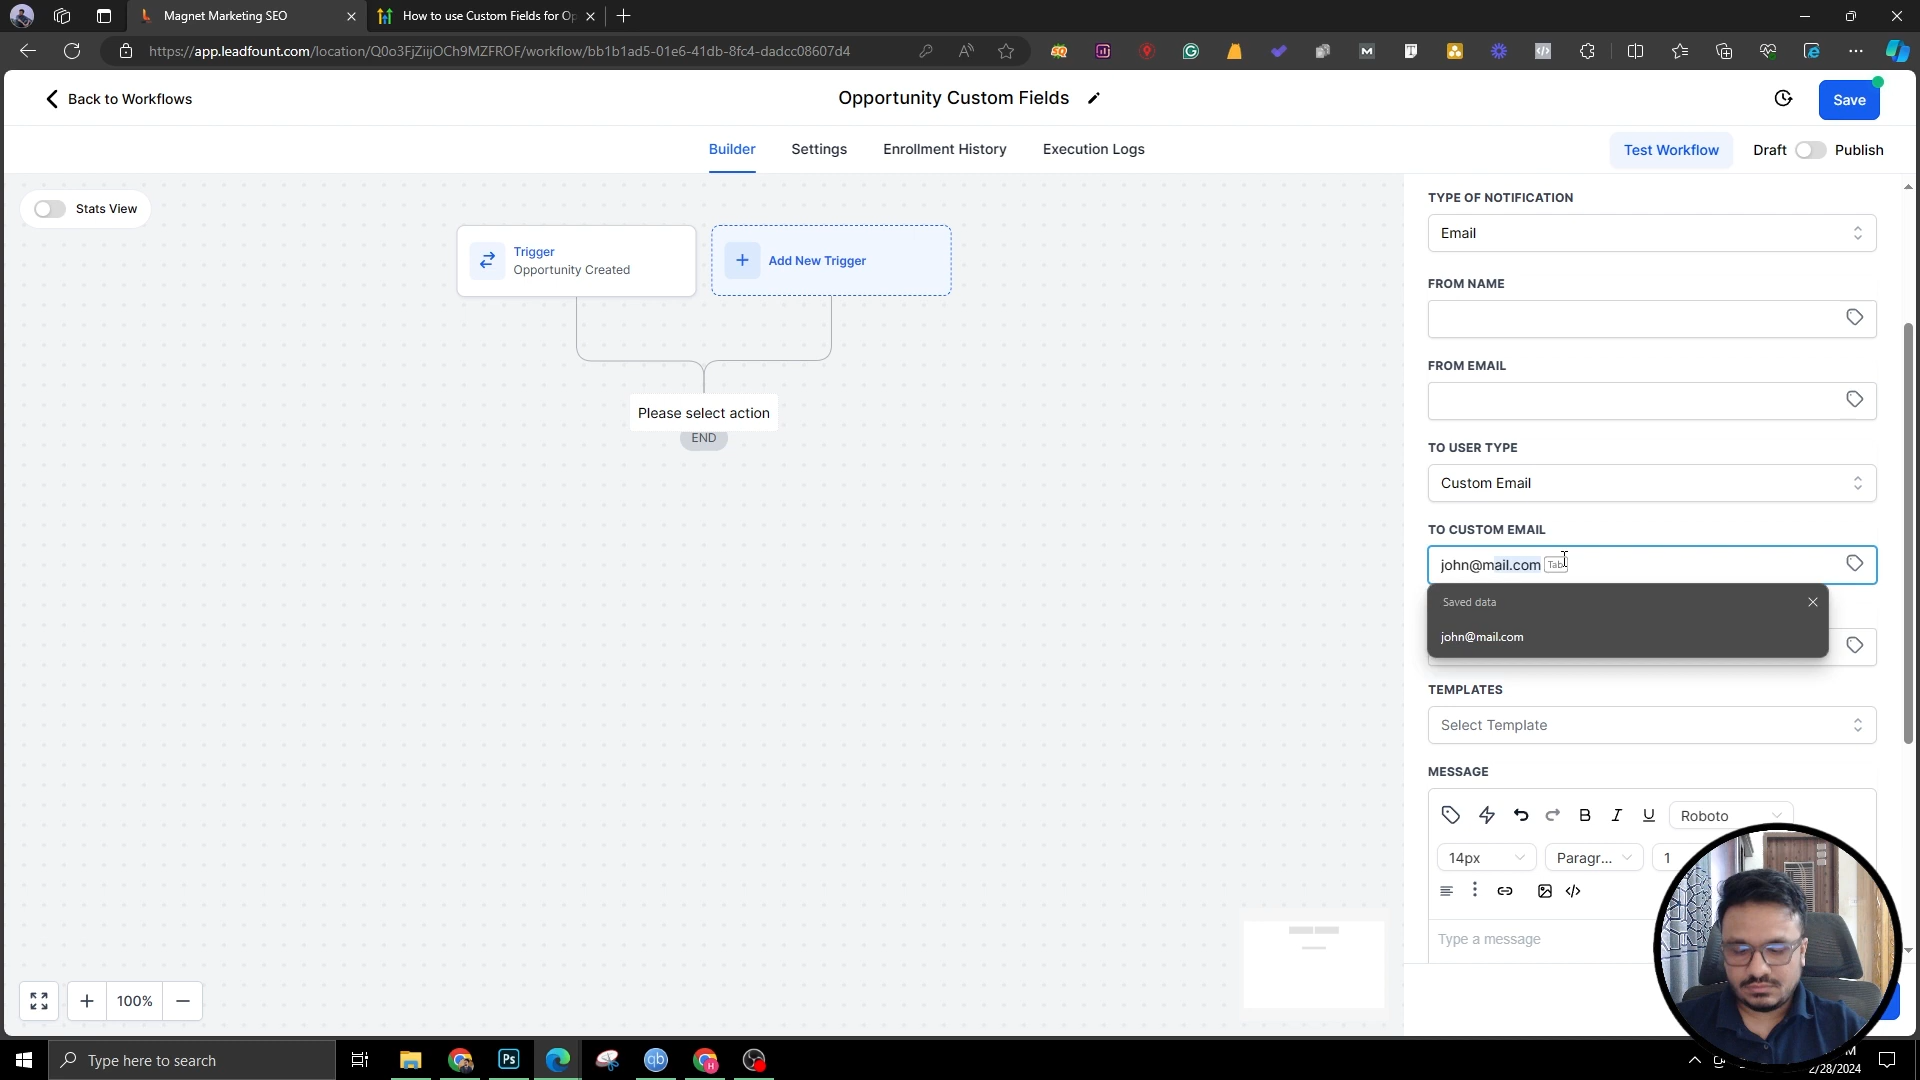 Magnet Marketing SEO
How to use Custom Fields for Op
https://app.leadfount.com/location/Q0o3FjZiijOCh9MZFROF/workflow/bb1b1ad5-01e6-41db-8fc4-dadcc08607d4
Back to Workflows
Opportunity Custom Fields
Save
Builder
Settings
Enrollment History
Execution Logs
Test Workflow
Draft
Publish
Stats View
Trigger
Opportunity Created
Add New Trigger
Please select action
END
TYPE OF NOTIFICATION
Email
FROM NAME
FROM EMAIL
TO USER TYPE
Custom Email
TO CUSTOM EMAIL
john@mail.com Tab
Saved data
john@mail.com
TEMPLATES
Select Template
MESSAGE
B I U Roboto
14px Paragr... 1
Type a message
100%
Type here to search
Ps
qb
H
2/28/2024